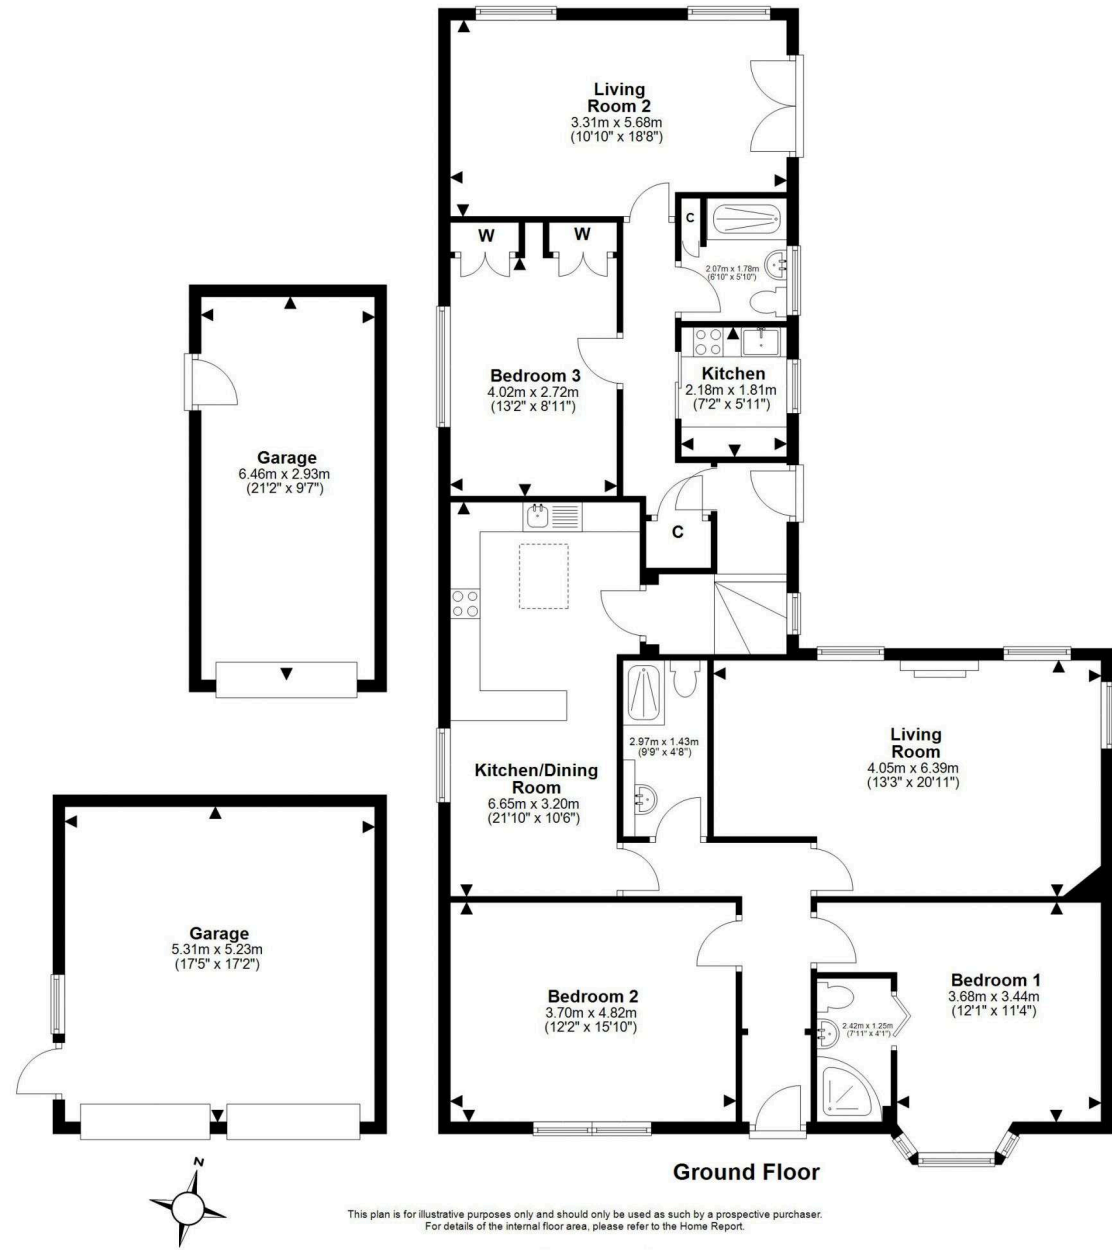 Living
Room 2
3.31m x 5.68m
(10'10" x 18'8")
W
W
C
2.07m x 1.78m
(6'10" x 5'10")
Bedroom 3
4.02m x 2.72m
(13'2" x 8'11")
Kitchen
2.18m x 1.81m
(7'2" x 5'11")
Garage
6.46m x 2.93m
(21'2" x 9'7")
C
Kitchen/Dining
Room
6.65m x 3.20m
(21'10" x 10'6")
2.97m x 1.43m
(9'9" x 4'8")
Living
Room
4.05m x 6.39m
(13'3" x 20'11")
Garage
5.31m x 5.23m
(17'5" x 17'2")
Bedroom 2
3.70m x 4.82m
(12'2" x 15'10")
Bedroom 1
3.68m x 3.44m
(12'1" x 11'4")
2.42m x 1.25m
(7'11" x 4'1")
N
Ground Floor
This plan is for illustrative purposes only and should only be used as such by a prospective purchaser.
For details of the internal floor area, please refer to the Home Report.